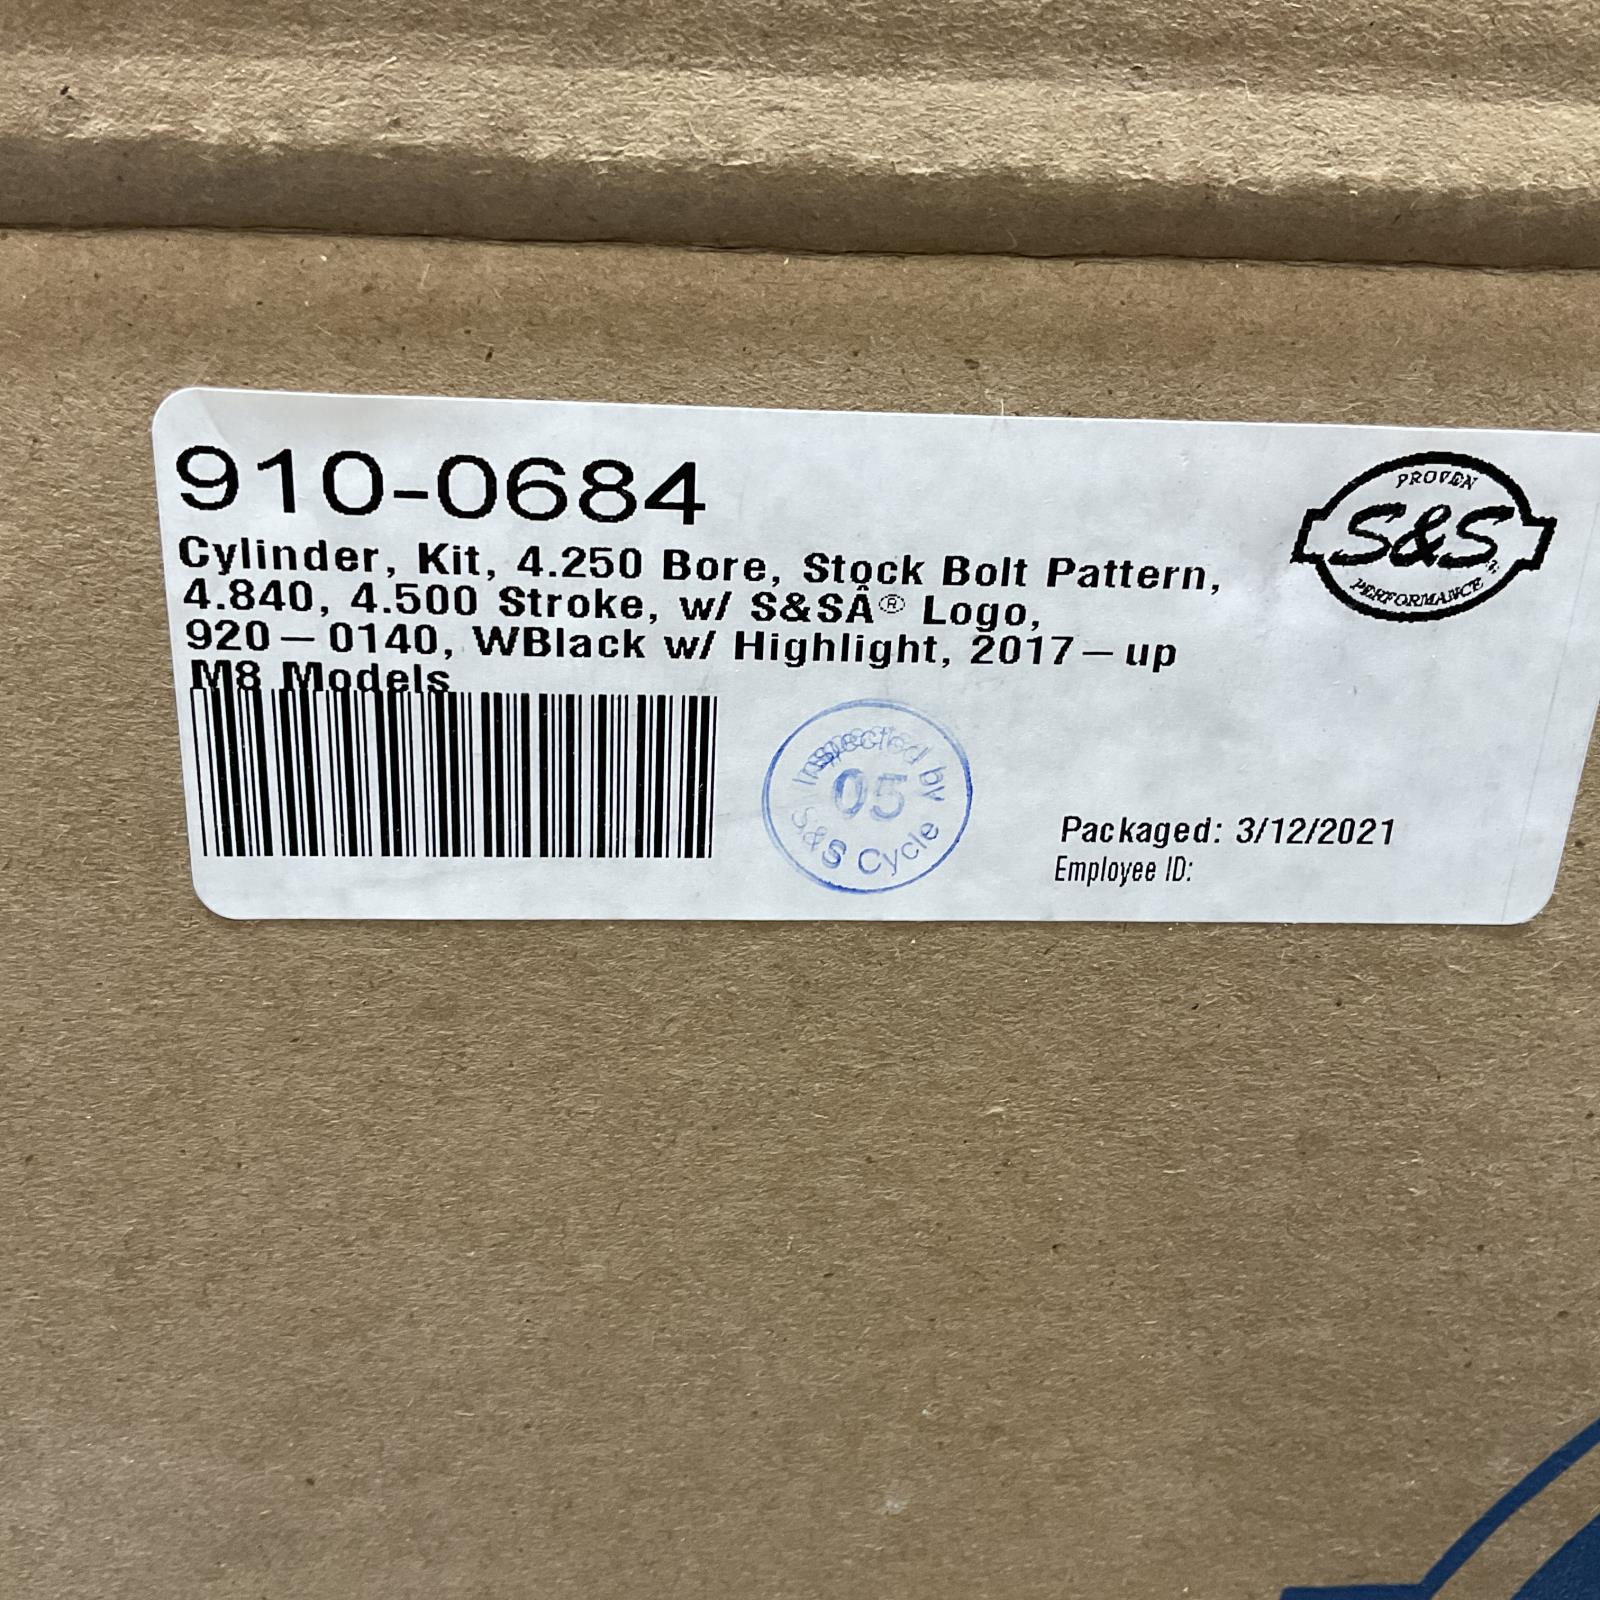 910-0684
Cylinder, Kit, 4.250 Bore, Stock Bolt Pattern,
4.840, 4.500 Stroke, w/ S&SÂ® Logo,
920-0140, WBlack w/ Highlight, 2017-up
M8 Models
PROVEN
S&S
PERFORMANCE
Inspected by
05
S&S Cycle
Packaged: 3/12/2021
Employee ID: